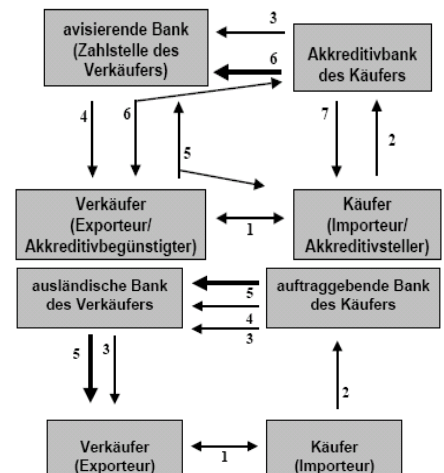 avisierende Bank
(Zahlstelle des
Verkäufers)
3
6
Akkreditivbank
des Käufers
4
6
5
7
2
Verkäufer
(Exporteur/
Akkreditivbegünstigter)
1
Käufer
(Importeur/
Akkreditivsteller)
ausländische Bank
des Verkäufers
5
4
3
auftraggebende Bank
des Käufers
5
3
2
Verkäufer
(Exporteur)
1
Käufer
(Importeur)